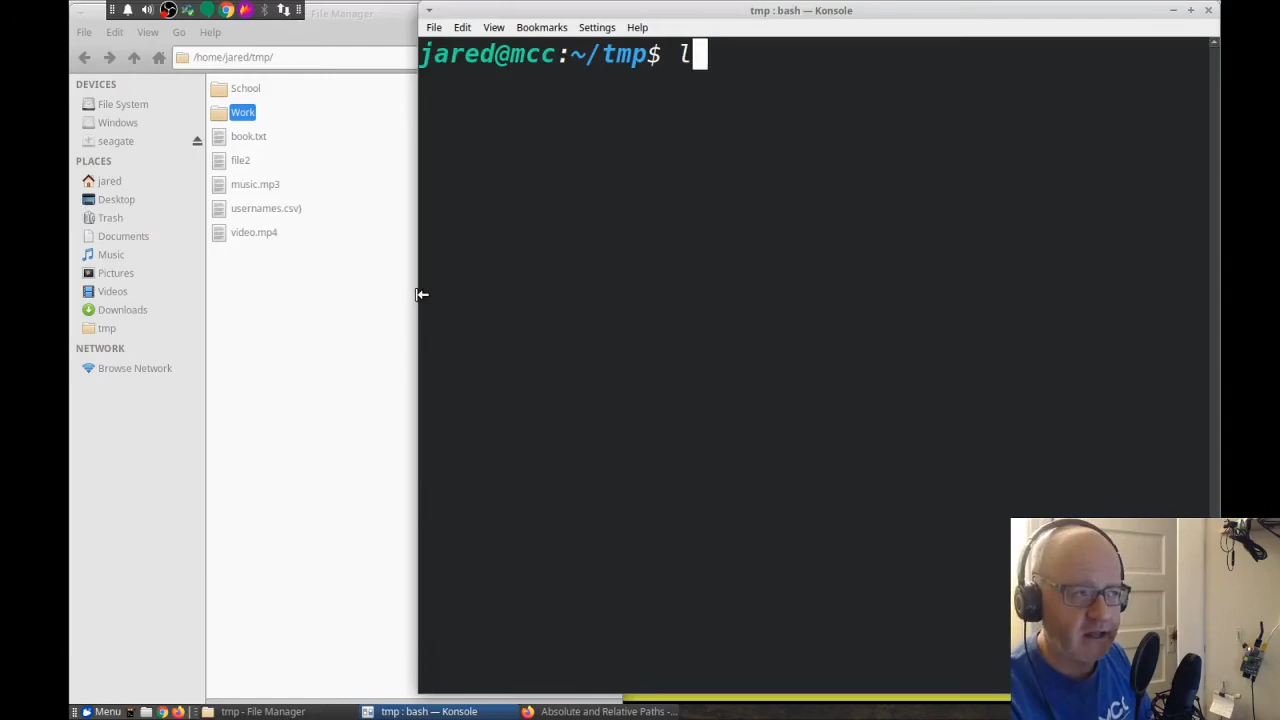 File Manager
File Edit View Go Help
/home/jared/tmp/
DEVICES
File System
Windows
seagate
PLACES
jared
Desktop
Trash
Documents
Music
Pictures
Videos
Downloads
tmp
NETWORK
Browse Network
School
Work
book.txt
file2
music.mp3
usernames.csv}
video.mp4
tmp : bash — Konsole
File Edit View Bookmarks Settings Help
jared@mcc:~/tmp$ l
Menu
tmp - File Manager
tmp : bash — Konsole
Absolute and Relative Paths -...